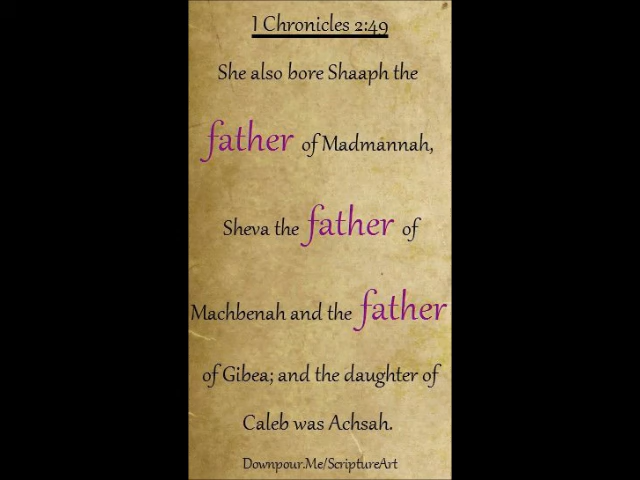 1 Chronicles 2:49
She also bore Shaaph the
father of Madmannah,
Sheva the father of
Machbenah and the father
of Gibea; and the daughter of
Caleb was Achsah.
Downpour.Me/ScriptureArt